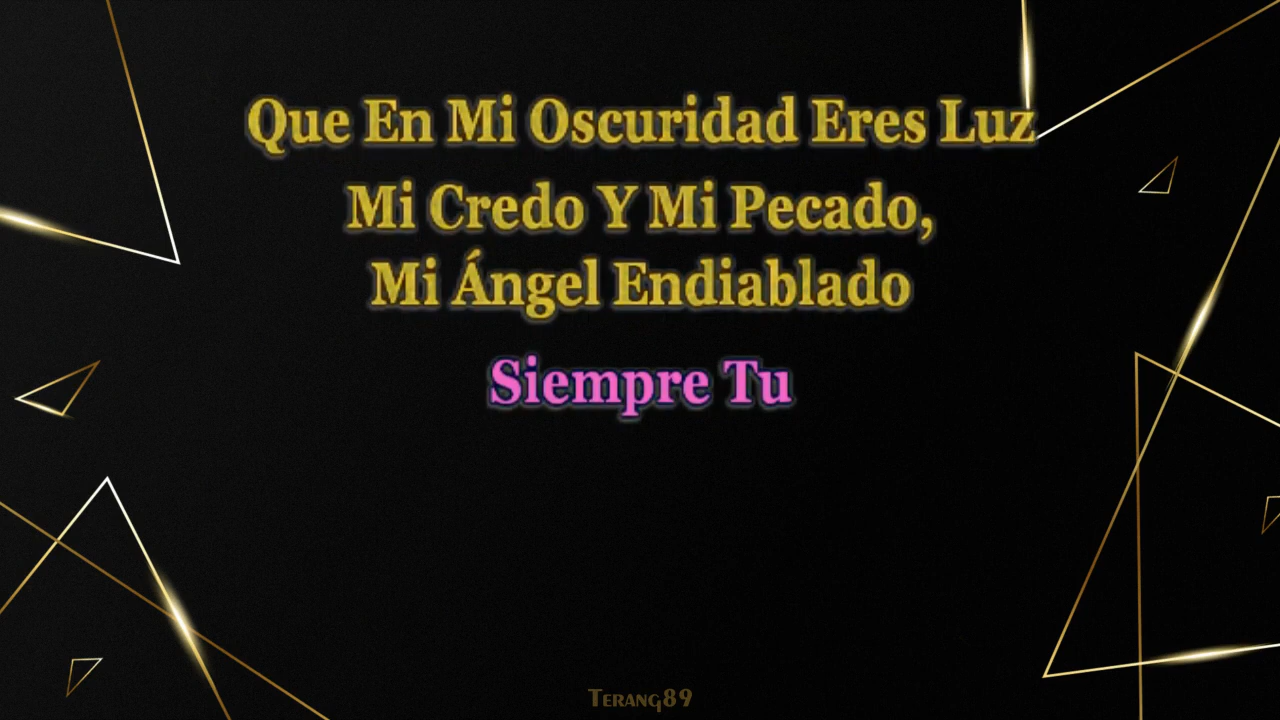 Que En Mi Oscuridad Eres Luz
Mi Credo Y Mi Pecado,
Mi Ángel Endiablado
Siempre Tu
Terang89